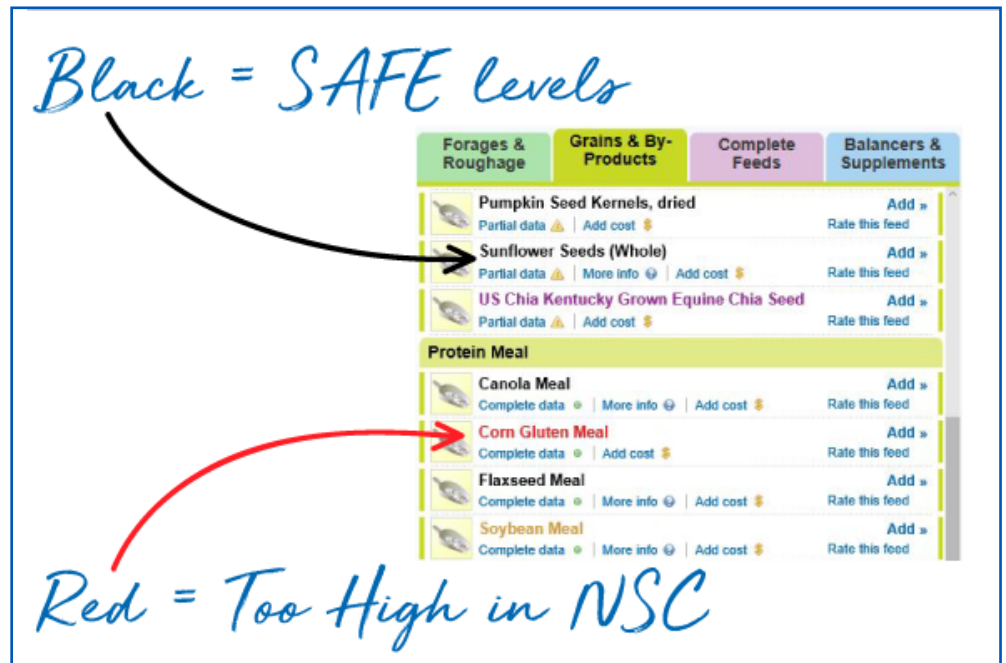 Black = SAFE levels
Forages & Roughage
Grains & By-Products
Complete Feeds
Balancers & Supplements
Pumpkin Seed Kernels, dried Add »
Partial data | Add cost $ Rate this feed
Sunflower Seeds (Whole) Add »
Partial data | More info | Add cost $ Rate this feed
US Chia Kentucky Grown Equine Chia Seed Add »
Partial data | Add cost $ Rate this feed
Protein Meal
Canola Meal Add »
Complete data | More info | Add cost $ Rate this feed
Corn Gluten Meal Add »
Complete data | Add cost $ Rate this feed
Flaxseed Meal Add »
Complete data | More info | Add cost $ Rate this feed
Soybean Meal Add »
Complete data | More info | Add cost $ Rate this feed
Red = Too High in NSC